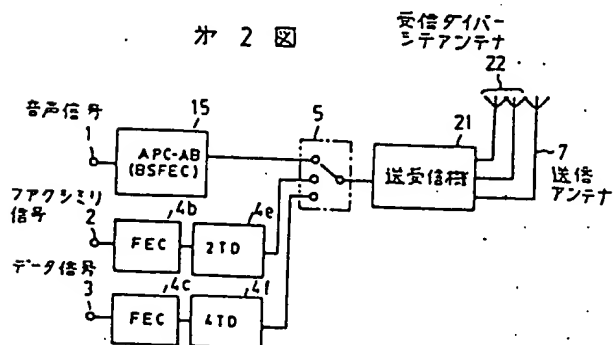 第2図
受信ダイバー
シテアンテナ
22
音声信号
1
15
APC-AB
(BSFEC)
5
21
送受信機
7
送信
アンテナ
ファクシミリ
信号
2
4b
FEC
4e
2TD
データ信号
3
4c
FEC
4f
4TD